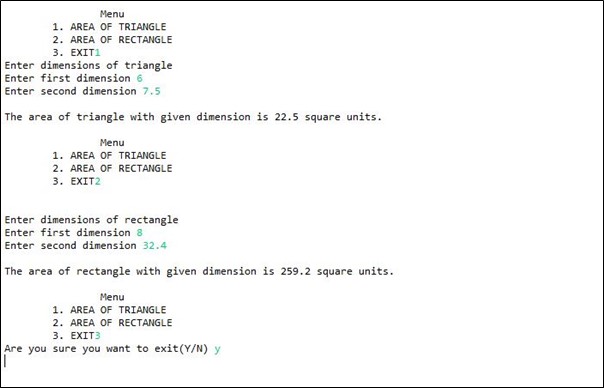 Menu
1. AREA OF TRIANGLE
2. AREA OF RECTANGLE
3. EXIT1
Enter dimensions of triangle
Enter first dimension 6
Enter second dimension 7.5
The area of triangle with given dimension is 22.5 square units.
Menu
1. AREA OF TRIANGLE
2. AREA OF RECTANGLE
3. EXIT2
Enter dimensions of rectangle
Enter first dimension 8
Enter second dimension 32.4
The area of rectangle with given dimension is 259.2 square units.
Menu
1. AREA OF TRIANGLE
2. AREA OF RECTANGLE
3. EXIT3
Are you sure you want to exit(Y/N) y